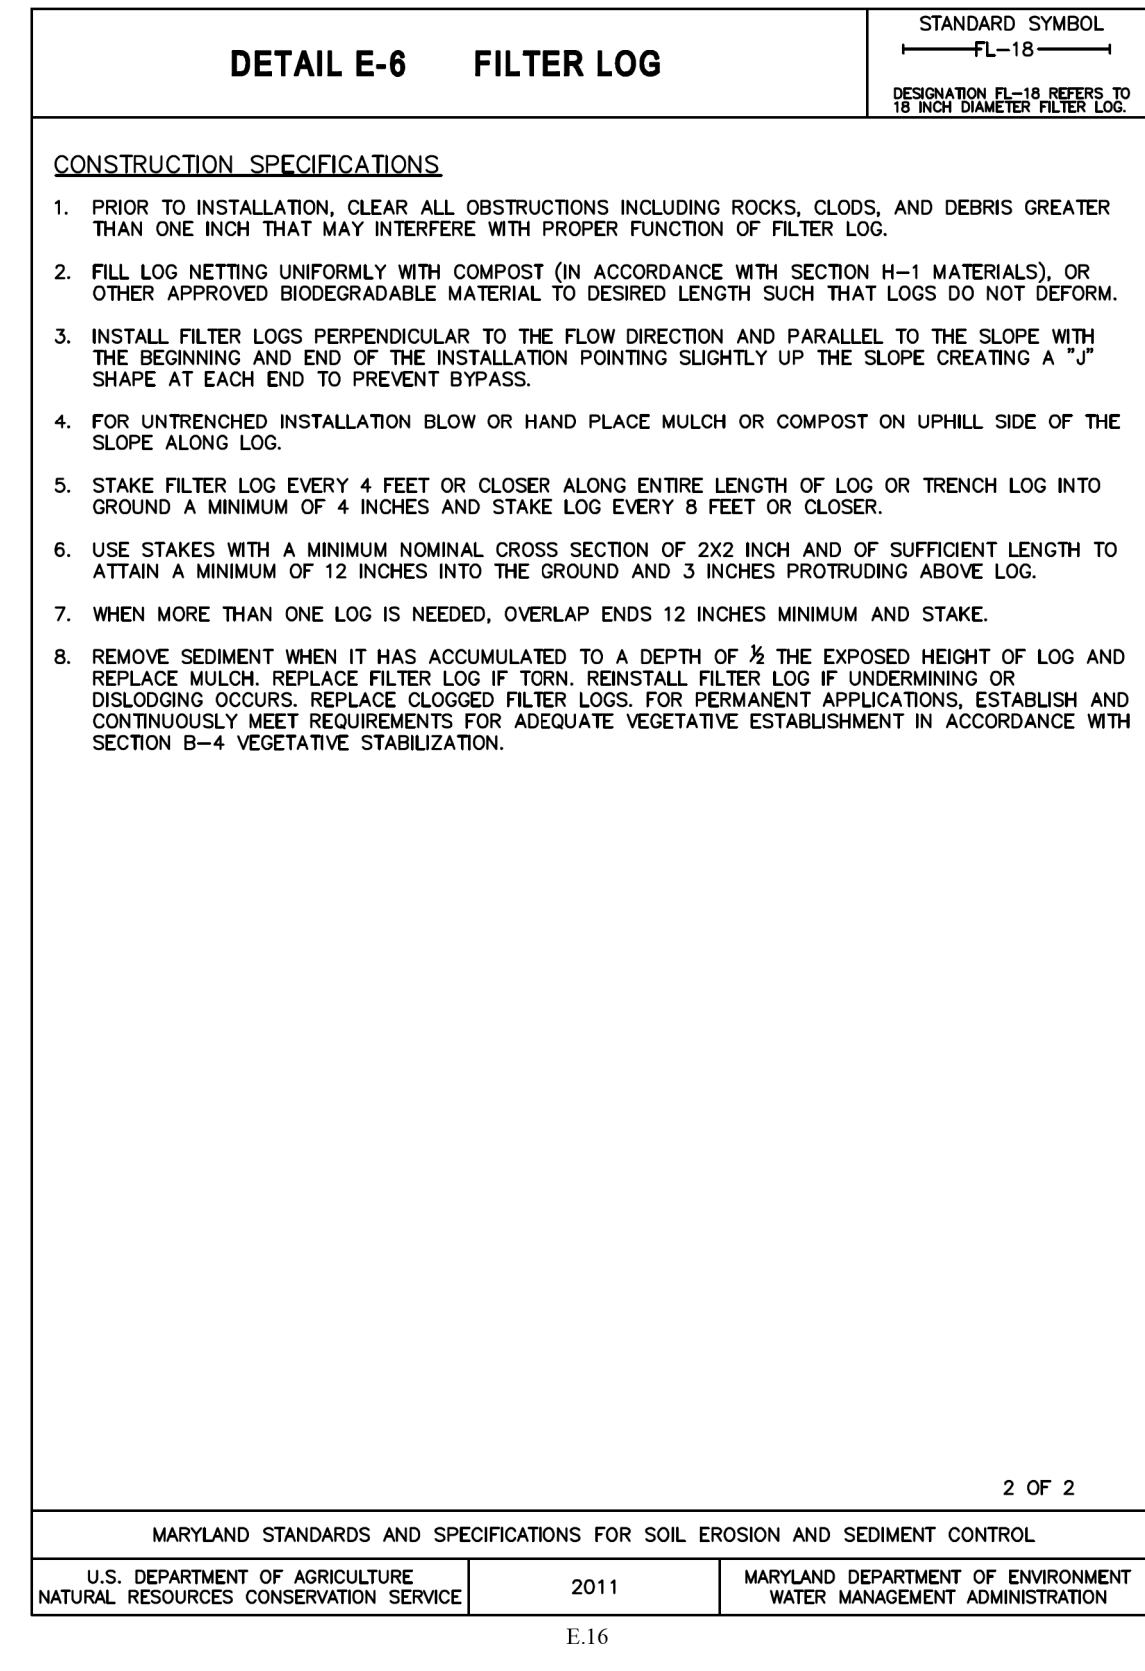 DETAIL E-6 FILTER LOG
STANDARD SYMBOL
FL-18
DESIGNATION FL-18 REFERS TO
18 INCH DIAMETER FILTER LOG.
CONSTRUCTION SPECIFICATIONS
1. PRIOR TO INSTALLATION, CLEAR ALL OBSTRUCTIONS INCLUDING ROCKS, CLODS, AND DEBRIS GREATER
THAN ONE INCH THAT MAY INTERFERE WITH PROPER FUNCTION OF FILTER LOG.
2. FILL LOG NETTING UNIFORMLY WITH COMPOST (IN ACCORDANCE WITH SECTION H-1 MATERIALS), OR
OTHER APPROVED BIODEGRADABLE MATERIAL TO DESIRED LENGTH SUCH THAT LOGS DO NOT DEFORM.
3. INSTALL FILTER LOGS PERPENDICULAR TO THE FLOW DIRECTION AND PARALLEL TO THE SLOPE WITH
THE BEGINNING AND END OF THE INSTALLATION POINTING SLIGHTLY UP THE SLOPE CREATING A "J"
SHAPE AT EACH END TO PREVENT BYPASS.
4. FOR UNTRENCHED INSTALLATION BLOW OR HAND PLACE MULCH OR COMPOST ON UPHILL SIDE OF THE
SLOPE ALONG LOG.
5. STAKE FILTER LOG EVERY 4 FEET OR CLOSER ALONG ENTIRE LENGTH OF LOG OR TRENCH LOG INTO
GROUND A MINIMUM OF 4 INCHES AND STAKE LOG EVERY 8 FEET OR CLOSER.
6. USE STAKES WITH A MINIMUM NOMINAL CROSS SECTION OF 2X2 INCH AND OF SUFFICIENT LENGTH TO
ATTAIN A MINIMUM OF 12 INCHES INTO THE GROUND AND 3 INCHES PROTRUDING ABOVE LOG.
7. WHEN MORE THAN ONE LOG IS NEEDED, OVERLAP ENDS 12 INCHES MINIMUM AND STAKE.
8. REMOVE SEDIMENT WHEN IT HAS ACCUMULATED TO A DEPTH OF ½ THE EXPOSED HEIGHT OF LOG AND
REPLACE MULCH. REPLACE FILTER LOG IF TORN. REINSTALL FILTER LOG IF UNDERMINING OR
DISLODGING OCCURS. REPLACE CLOGGED FILTER LOGS. FOR PERMANENT APPLICATIONS, ESTABLISH AND
CONTINUOUSLY MEET REQUIREMENTS FOR ADEQUATE VEGETATIVE ESTABLISHMENT IN ACCORDANCE WITH
SECTION B-4 VEGETATIVE STABILIZATION.
2 OF 2
MARYLAND STANDARDS AND SPECIFICATIONS FOR SOIL EROSION AND SEDIMENT CONTROL
U.S. DEPARTMENT OF AGRICULTURE
NATURAL RESOURCES CONSERVATION SERVICE
2011
MARYLAND DEPARTMENT OF ENVIRONMENT
WATER MANAGEMENT ADMINISTRATION
E.16